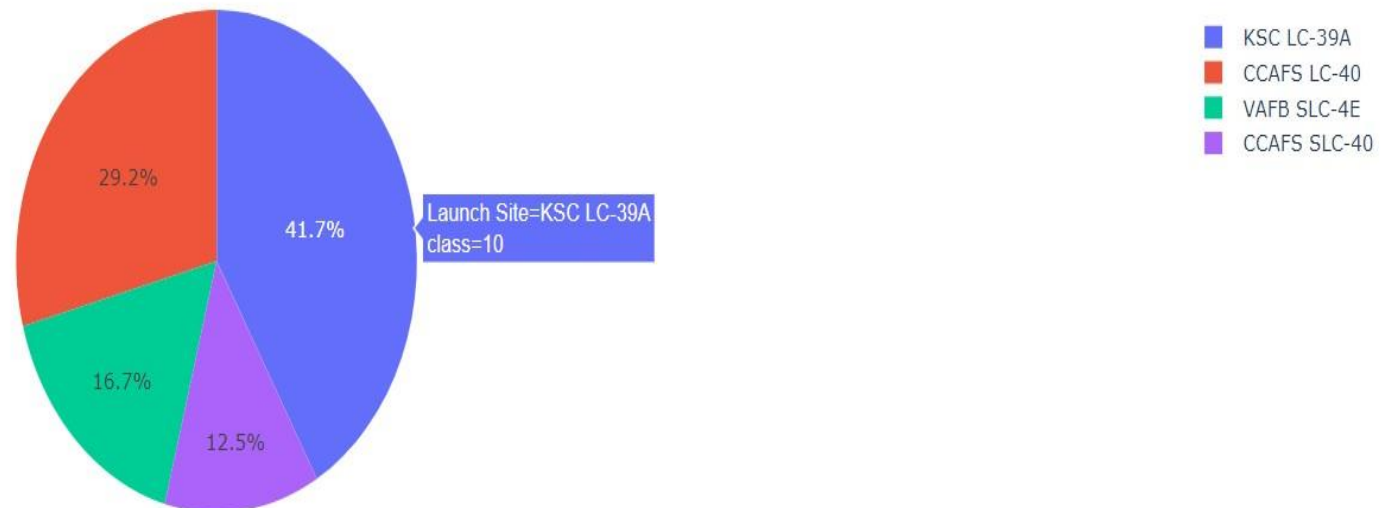 KSC LC-39A
CCAFS LC-40
VAFB SLC-4E
CCAFS SLC-40
29.2%
41.7%
Launch Site=KSC LC-39A
class=10
16.7%
12.5%